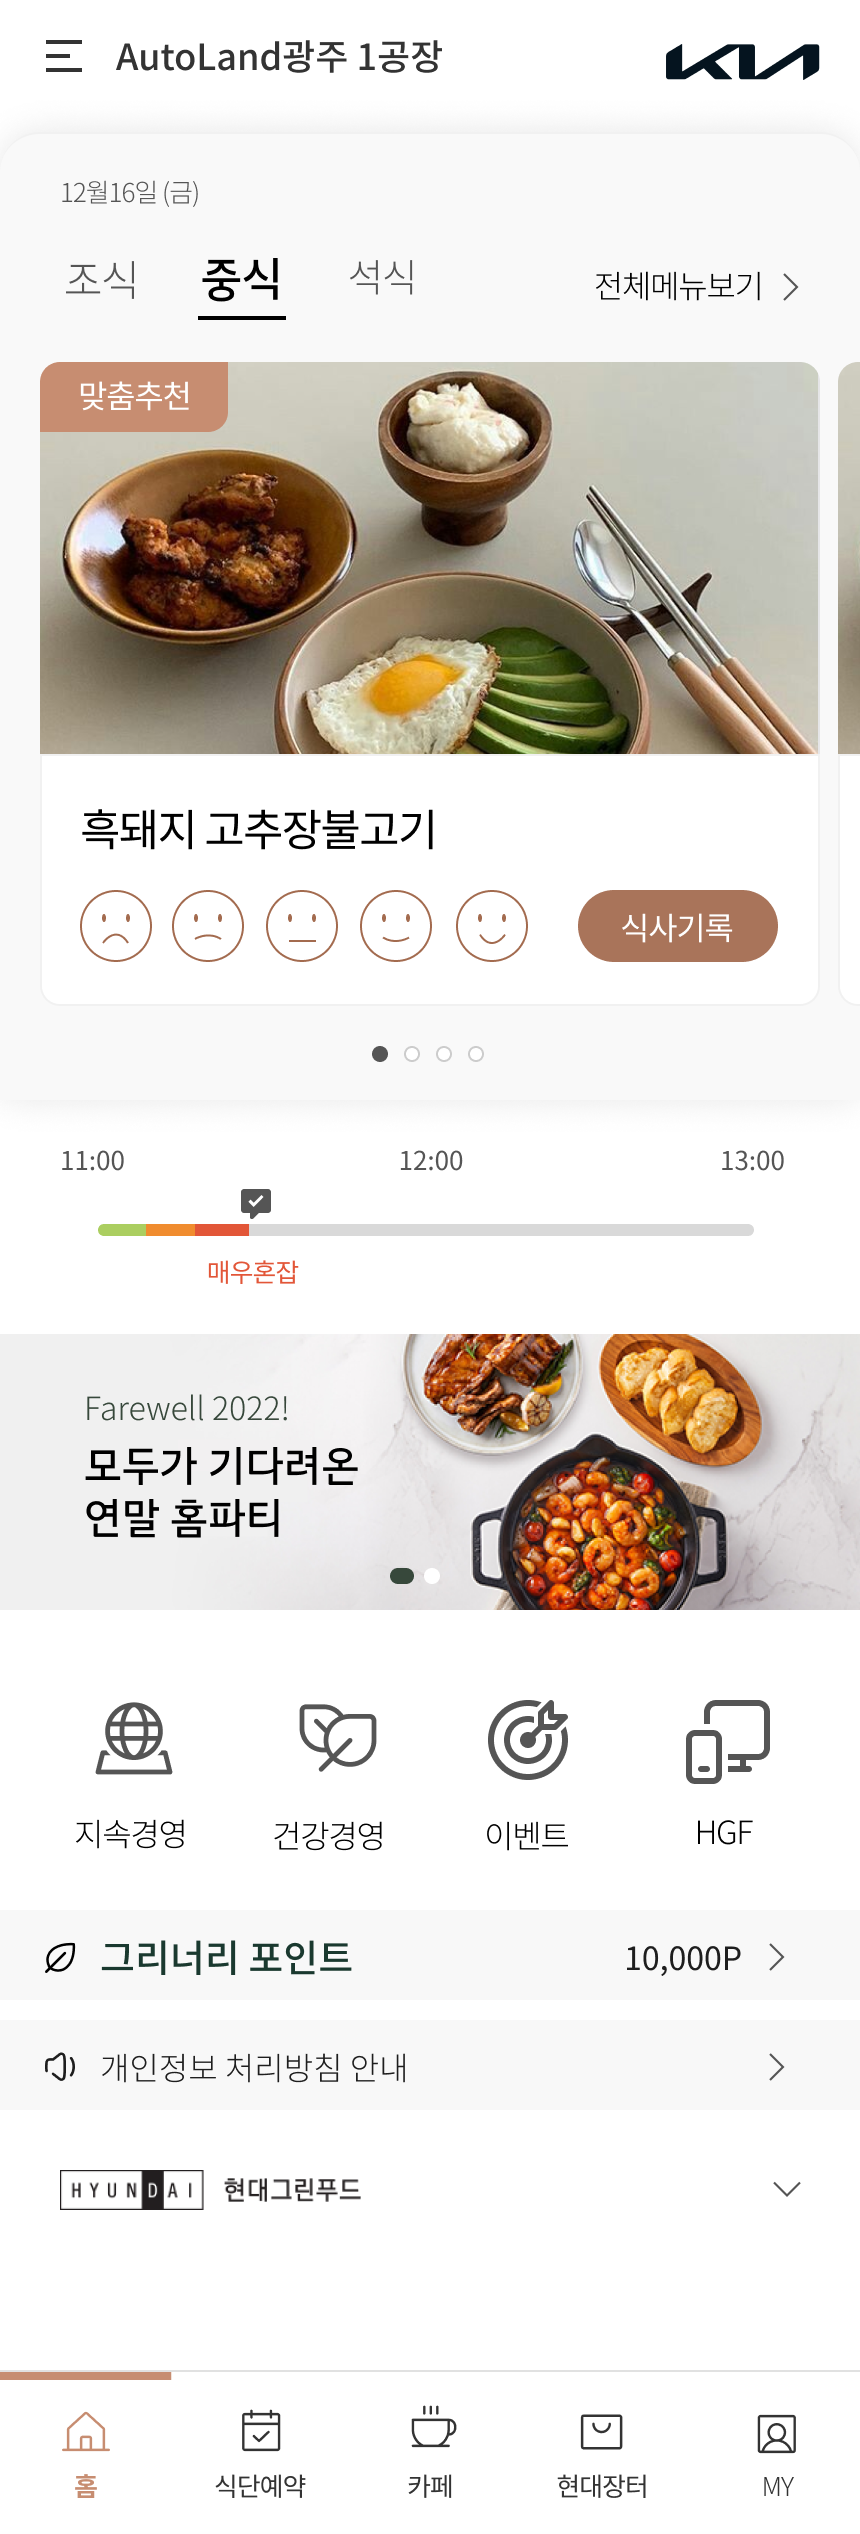 AutoLand광주 1공장
KIA
12월16일 (금)
조식 중식 석식 전체메뉴보기
맞춤추천
흑돼지 고추장불고기
식사기록
11:00 12:00 13:00
매우혼잡
Farewell 2022!
모두가 기다려온
연말 홈파티
지속경영 건강경영 이벤트 HGF
그리너리 포인트 10,000P
개인정보 처리방침 안내
HYUNDAI 현대그린푸드
홈 식단예약 카페 현대장터 MY